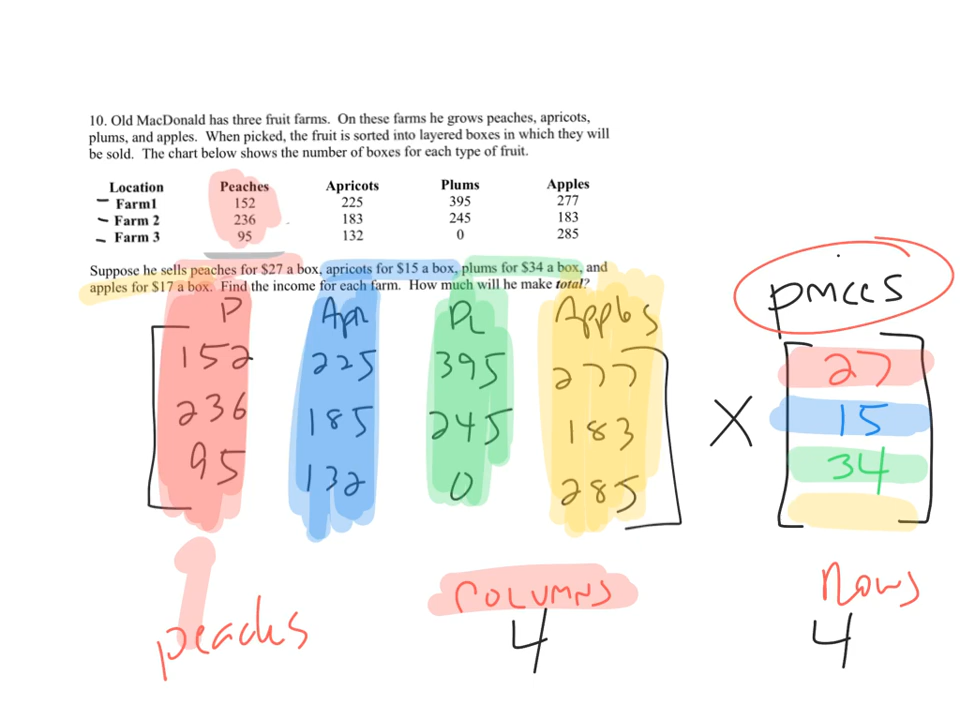 10. Old MacDonald has three fruit farms. On these farms he grows peaches, apricots,
plums, and apples. When picked, the fruit is sorted into layered boxes in which they will
be sold. The chart below shows the number of boxes for each type of fruit.
Location Peaches Apricots Plums Apples
Farm1 152 225 395 277
Farm 2 236 183 245 183
Farm 3 95 132 0 285
Suppose he sells peaches for $27 a box, apricots for $15 a box, plums for $34 a box, and
apples for $17 a box. Find the income for each farm. How much will he make total?
P Apr PL Apples prices
152 225 395 277 27
236 185 245 183 X 15
95 132 0 285 34
peachs COLUMNS rows
4 4